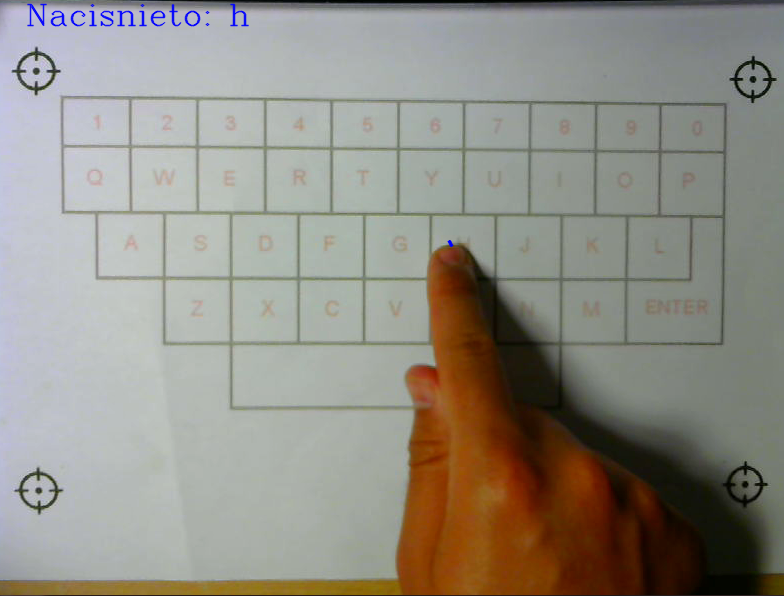 Nacisnieto: h
1 2 3 4 5 6 7 8 9 0
Q W E R T Y U I O P
A S D F G H J K L
Z X C V N M ENTER